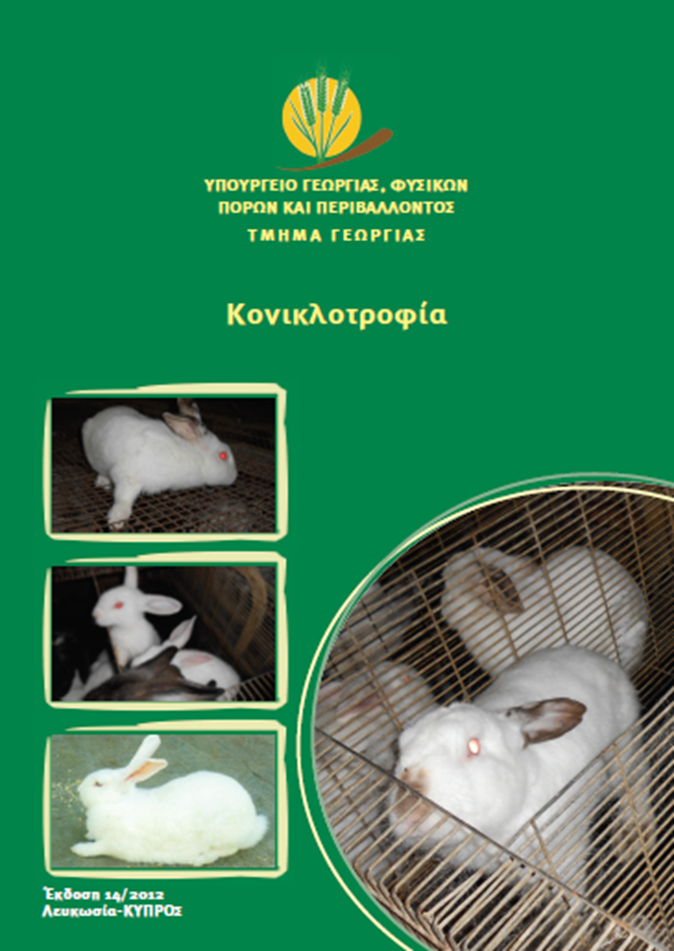 ΥΠΟΥΡΓΕΙΟ ΓΕΩΡΓΙΑΣ, ΦΥΣΙΚΩΝ
ΠΟΡΩΝ ΚΑΙ ΠΕΡΙΒΑΛΛΟΝΤΟΣ
ΤΜΗΜΑ ΓΕΩΡΓΙΑΣ
Κονικλοτροφία
Έκδοση 14/2012
Λευκωσία-ΚΥΠΡΟΣ